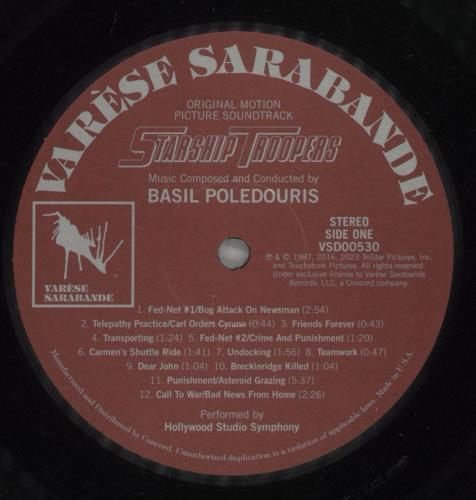 VARÈSE SARABANDE
ORIGINAL MOTION
PICTURE SOUNDTRACK
STARSHIP TROOPERS
Music Composed and Conducted by
BASIL POLEDOURIS
STEREO
SIDE ONE
VSD00530
℗ & © 1987, 2016, 2023 TriStar Pictures, Inc.
and Touchstone Pictures. All rights reserved.
Under exclusive license to Varèse Sarabande
Records, LLC, a Concord company.
VARÈSE
SARABANDE
1. Fed-Net #1/Bug Attack On Newsman (2:54)
2. Telepathy Practice/Carl Orders Cyrano (0:44) 3. Friends Forever (0:43)
4. Transporting (1:24) 5. Fed-Net #2/Crime And Punishment (1:20)
6. Carmen's Shuttle Ride (1:41) 7. Undocking (1:56) 8. Teamwork (0:47)
9. Dear John (1:04) 10. Breckinridge Killed (1:04)
11. Punishment/Asteroid Grazing (5:37)
12. Call To War/Bad News From Home (2:26)
Performed by
Hollywood Studio Symphony
Manufactured and Distributed by Concord. Unauthorized duplication is a violation of applicable laws. Made in U.S.A.